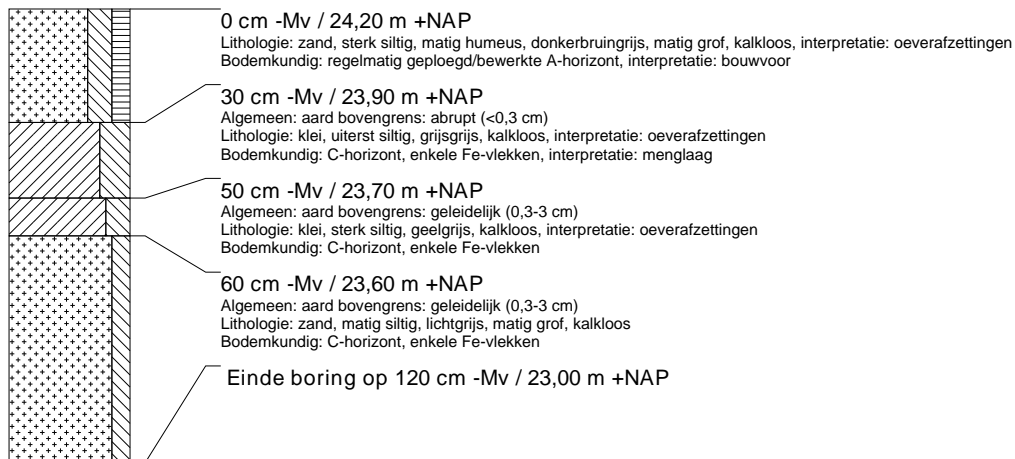 0 cm -Mv / 24,20 m +NAP
Lithologie: zand, sterk siltig, matig humeus, donkerbruingrijs, matig grof, kalkloos, interpretatie: oeverafzettingen
Bodemkundig: regelmatig geploegd/bewerkte A-horizont, interpretatie: bouwvoor
30 cm -Mv / 23,90 m +NAP
Algemeen: aard bovengrens: abrupt (<0,3 cm)
Lithologie: klei, uiterst siltig, grijsgrijs, kalkloos, interpretatie: oeverafzettingen
Bodemkundig: C-horizont, enkele Fe-vlekken, interpretatie: menglaag
50 cm -Mv / 23,70 m +NAP
Algemeen: aard bovengrens: geleidelijk (0,3-3 cm)
Lithologie: klei, sterk siltig, geelgrijs, kalkloos, interpretatie: oeverafzettingen
Bodemkundig: C-horizont, enkele Fe-vlekken
60 cm -Mv / 23,60 m +NAP
Algemeen: aard bovengrens: geleidelijk (0,3-3 cm)
Lithologie: zand, matig siltig, lichtgrijs, matig grof, kalkloos
Bodemkundig: C-horizont, enkele Fe-vlekken
Einde boring op 120 cm -Mv / 23,00 m +NAP